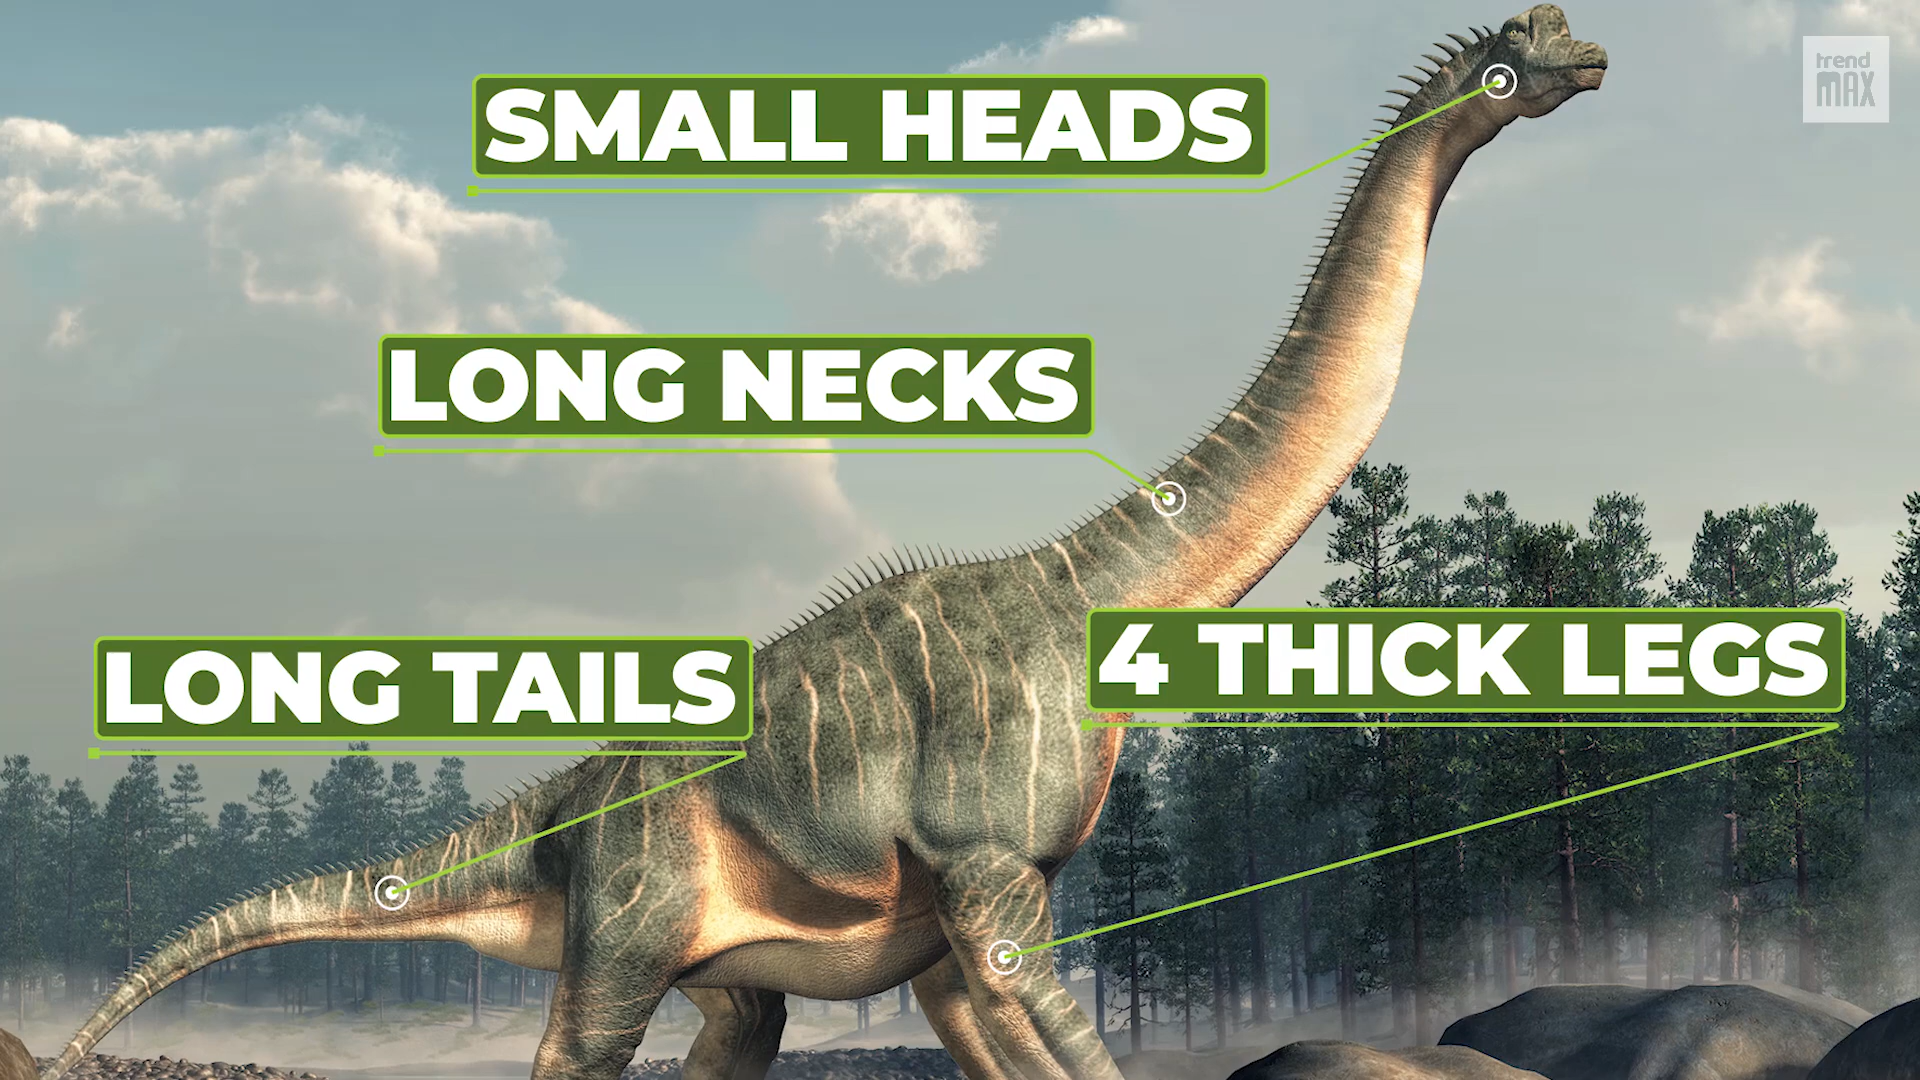 trend
MAX
SMALL HEADS
LONG NECKS
4 THICK LEGS
LONG TAILS